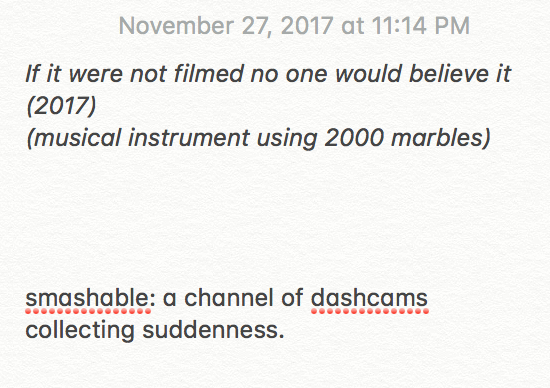 November 27, 2017 at 11:14 PM
If it were not filmed no one would believe it
(2017)
(musical instrument using 2000 marbles)
smashable: a channel of dashcams
collecting suddenness.